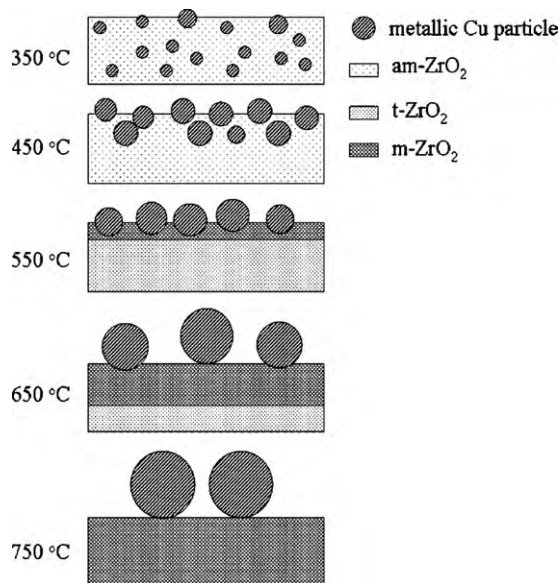 350 °C
450 °C
550 °C
650 °C
750 °C
metallic Cu particle
am-ZrO₂
t-ZrO₂
m-ZrO₂